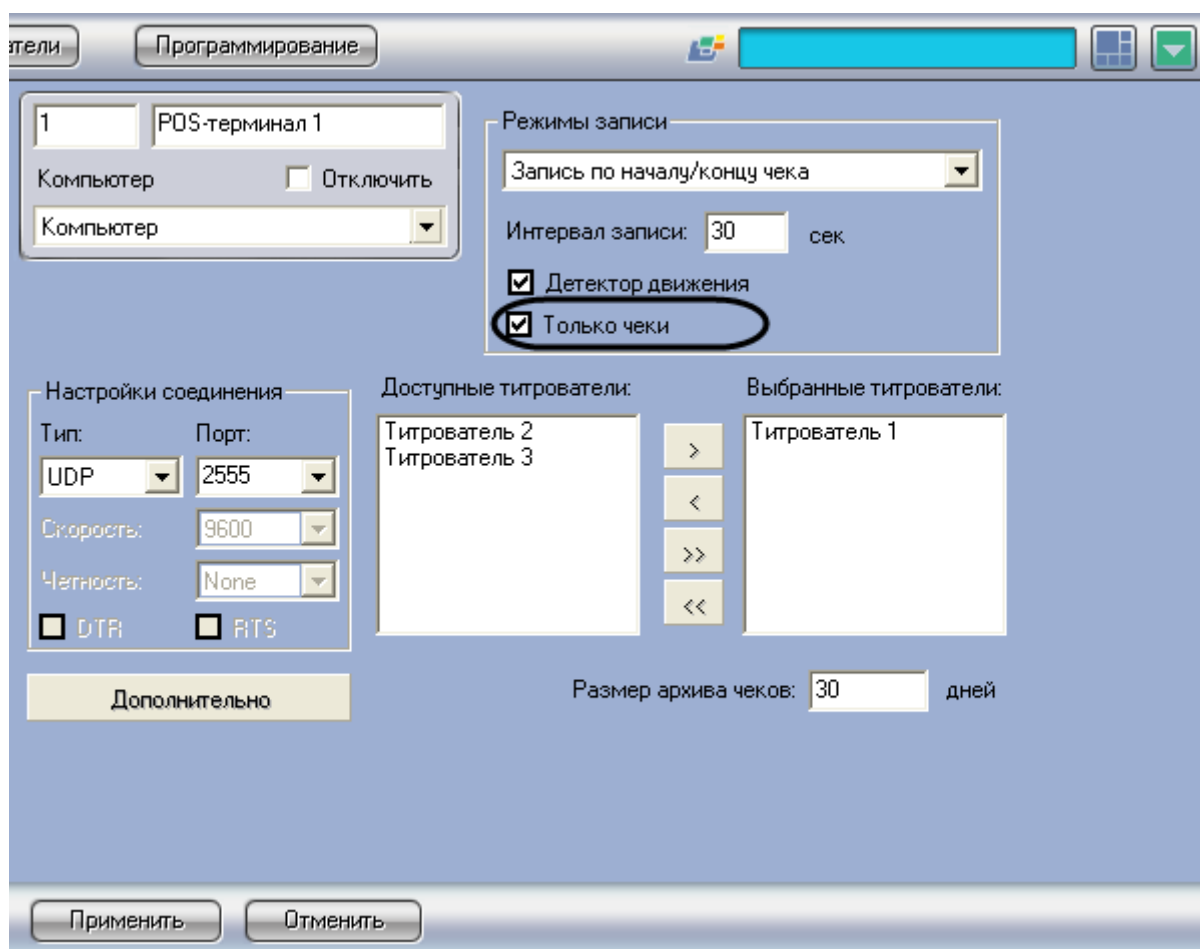 атели
Программирование
1
POS-терминал 1
Компьютер
Отключить
Компьютер
Режимы записи
Запись по началу/концу чека
Интервал записи: 30 сек
Детектор движения
Только чеки
Настройки соединения
Тип: Порт:
UDP 2555
Скорость: 9600
Четность: None
DTR RTS
Доступные титрователи:
Титрователь 2
Титрователь 3
>
<
>>
<<
Выбранные титрователи:
Титрователь 1
Дополнительно
Размер архива чеков: 30 дней
Применить
Отменить